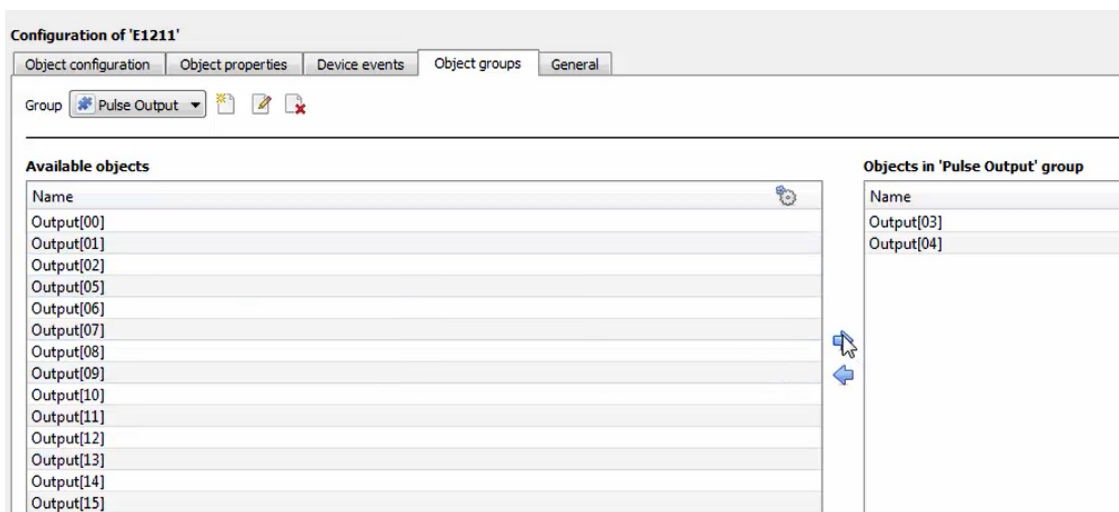 Configuration of 'E1211'
Object configuration Object properties Device events Object groups General
Group Pulse Output
Available objects
Name
Output[00]
Output[01]
Output[02]
Output[05]
Output[06]
Output[07]
Output[08]
Output[09]
Output[10]
Output[11]
Output[12]
Output[13]
Output[14]
Output[15]
Objects in 'Pulse Output' group
Name
Output[03]
Output[04]